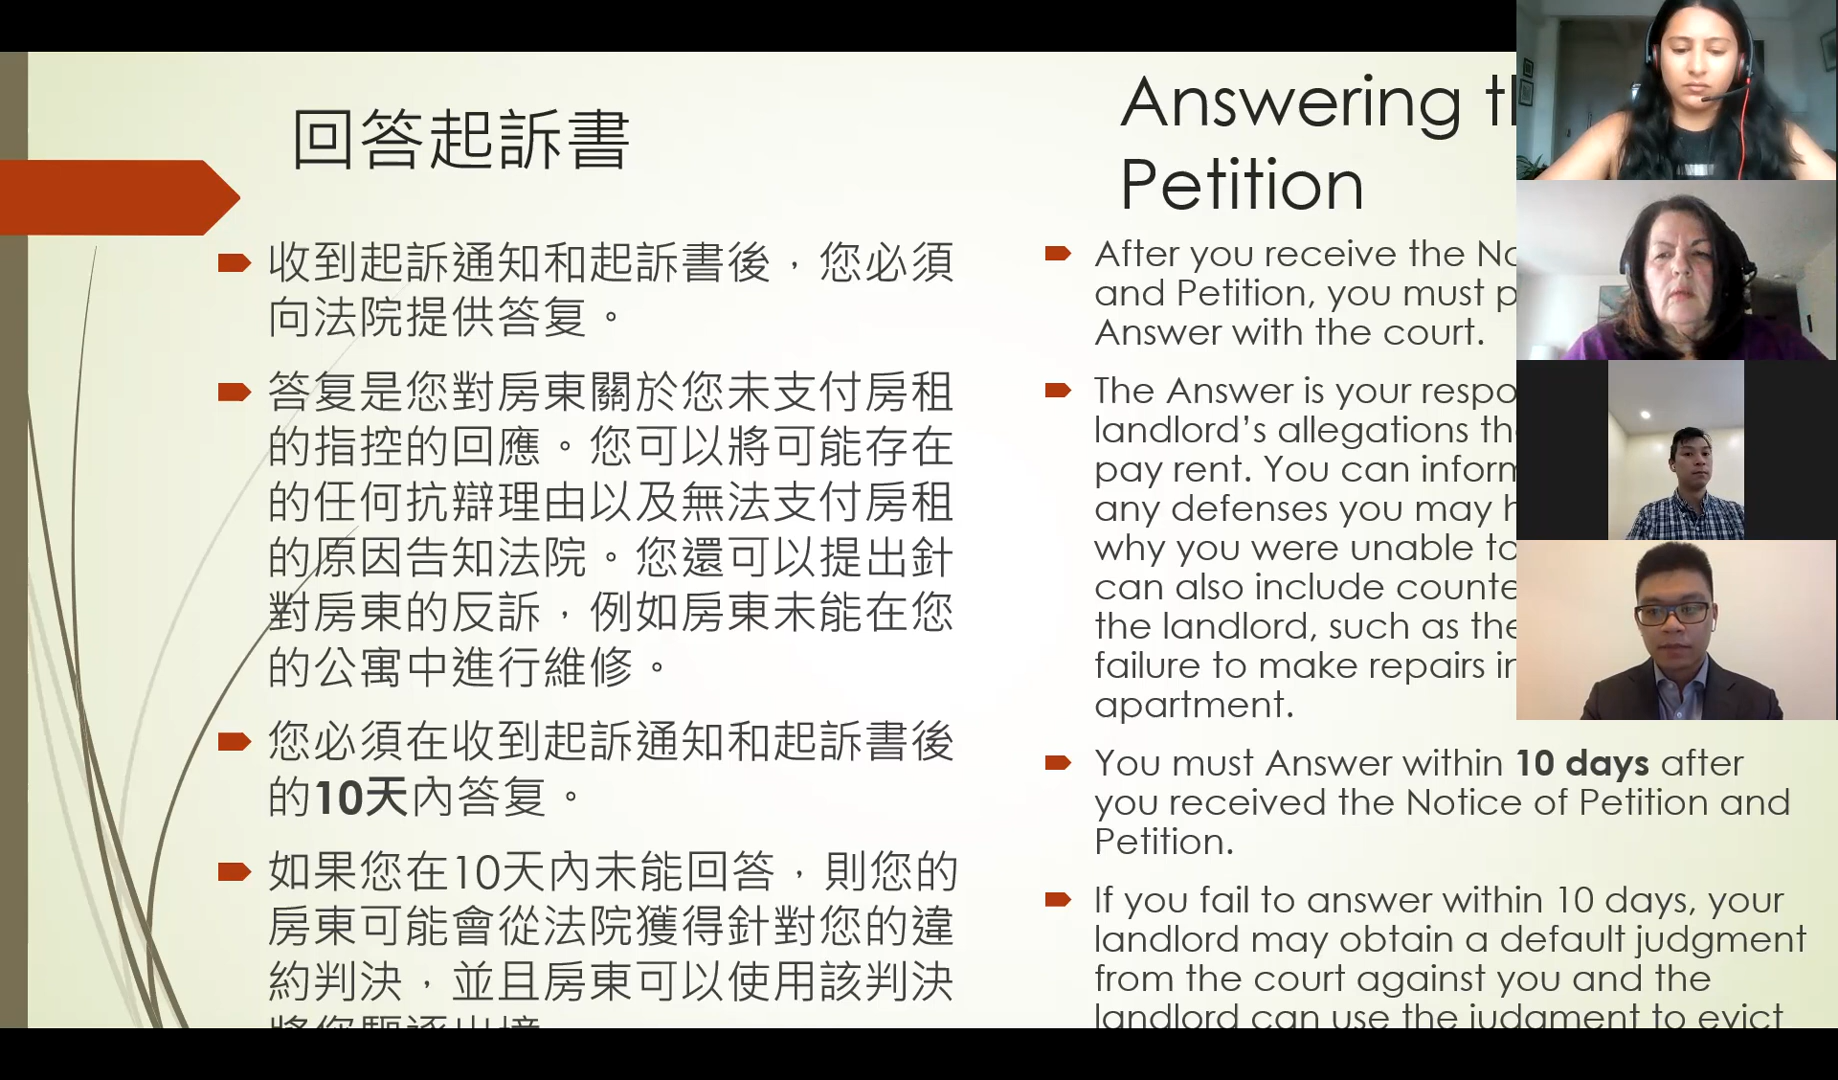 回答起訴書
收到起訴通知和起訴書後，您必須
向法院提供答复。
答复是您對房東關於您未支付房租
的指控的回應。您可以將可能存在
的任何抗辯理由以及無法支付房租
的原因告知法院。您還可以提出針
對房東的反訴，例如房東未能在您
的公寓中進行維修。
您必須在收到起訴通知和起訴書後
的10天內答复。
如果您在10天內未能回答，則您的
房東可能會從法院獲得針對您的違
約判決，並且房東可以使用該判決
將您驅逐出境
Answering
Petition
After you receive the
and Petition, you must
Answer with the court.
The Answer is your
landlord’s allegations
pay rent. You can
any defenses you may
why you were unable
can also include
the landlord, such as
failure to make repairs
apartment.
You must Answer within 10 days after
you received the Notice of Petition and
Petition.
If you fail to answer within 10 days, your
landlord may obtain a default judgment
from the court against you and the
landlord can use the judgment to evict